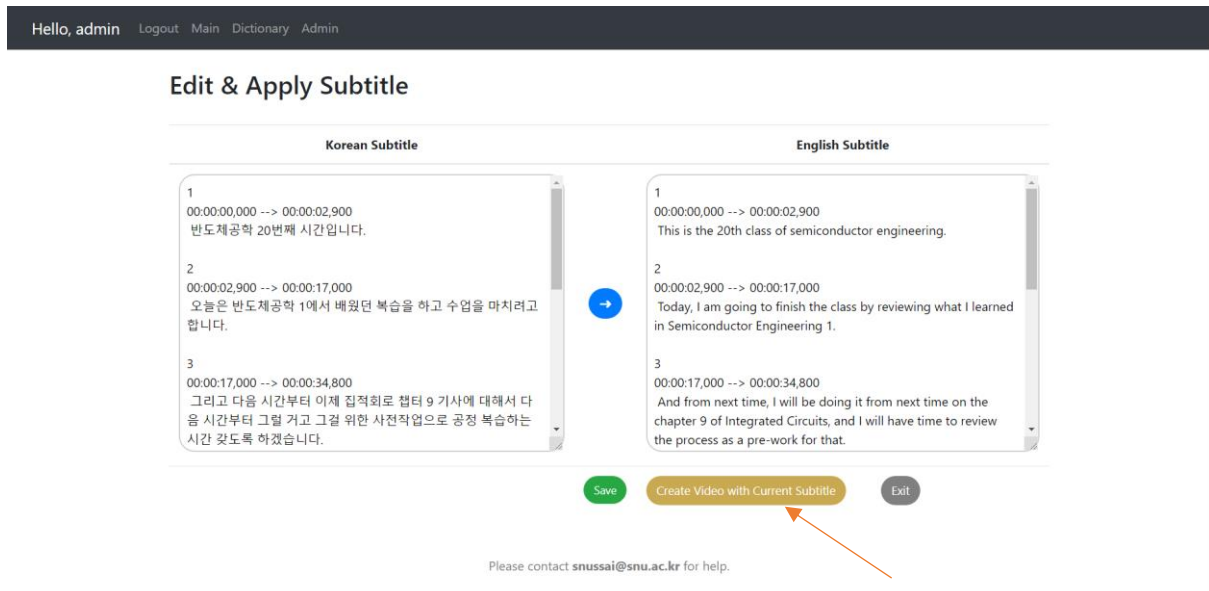 Hello, admin Logout Main Dictionary Admin
Edit & Apply Subtitle
Korean Subtitle English Subtitle
1
00:00:00,000 --> 00:00:02,900
반도체공학 20번째 시간입니다.
2
00:00:02,900 --> 00:00:17,000
오늘은 반도체공학 1에서 배웠던 복습을 하고 수업을 마치려고
합니다.
3
00:00:17,000 --> 00:00:34,800
그리고 다음 시간부터 이제 집적회로 챕터 9 기사에 대해서 다
음 시간부터 그럴 거고 그걸 위한 사전작업으로 공정 복습하는
시간 갖도록 하겠습니다.
1
00:00:00,000 --> 00:00:02,900
This is the 20th class of semiconductor engineering.
2
00:00:02,900 --> 00:00:17,000
Today, I am going to finish the class by reviewing what I learned
in Semiconductor Engineering 1.
3
00:00:17,000 --> 00:00:34,800
And from next time, I will be doing it from next time on the
chapter 9 of Integrated Circuits, and I will have time to review
the process as a pre-work for that.
Save Create Video with Current Subtitle Exit
Please contact snussai@snu.ac.kr for help.